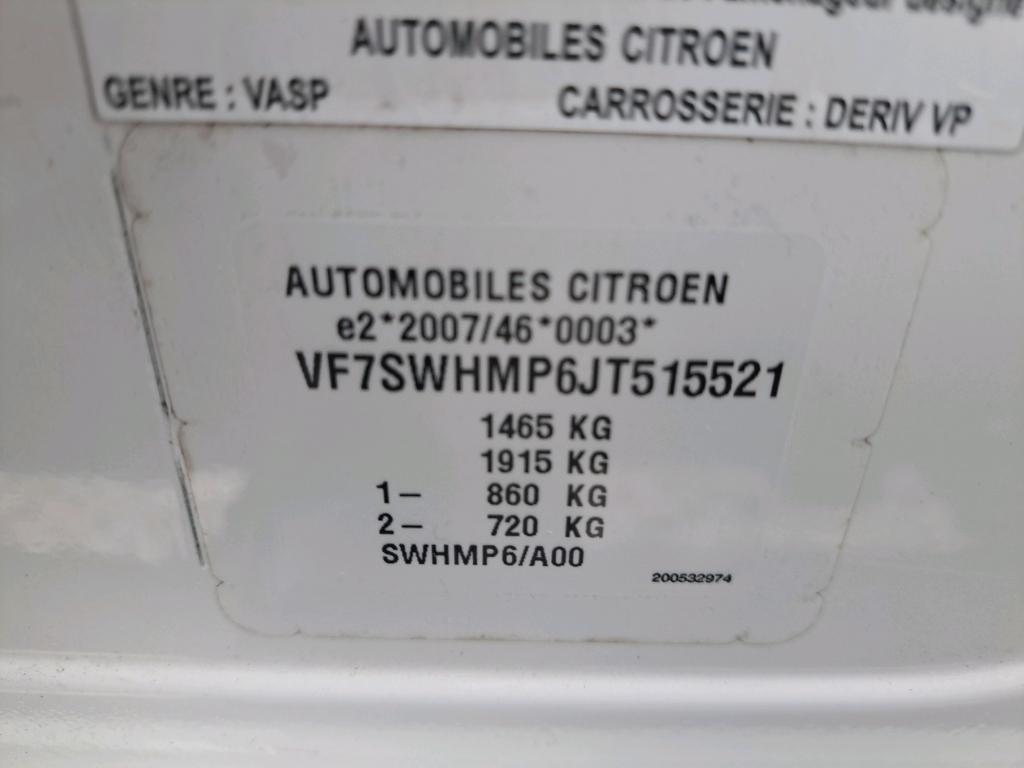 AUTOMOBILES CITROEN
GENRE : VASP CARROSSERIE : DERIV VP
AUTOMOBILES CITROEN
e2*2007/46*0003*
VF7SWHMP6JT515521
1465 KG
1915 KG
1- 860 KG
2- 720 KG
SWHMP6/A00
200532974